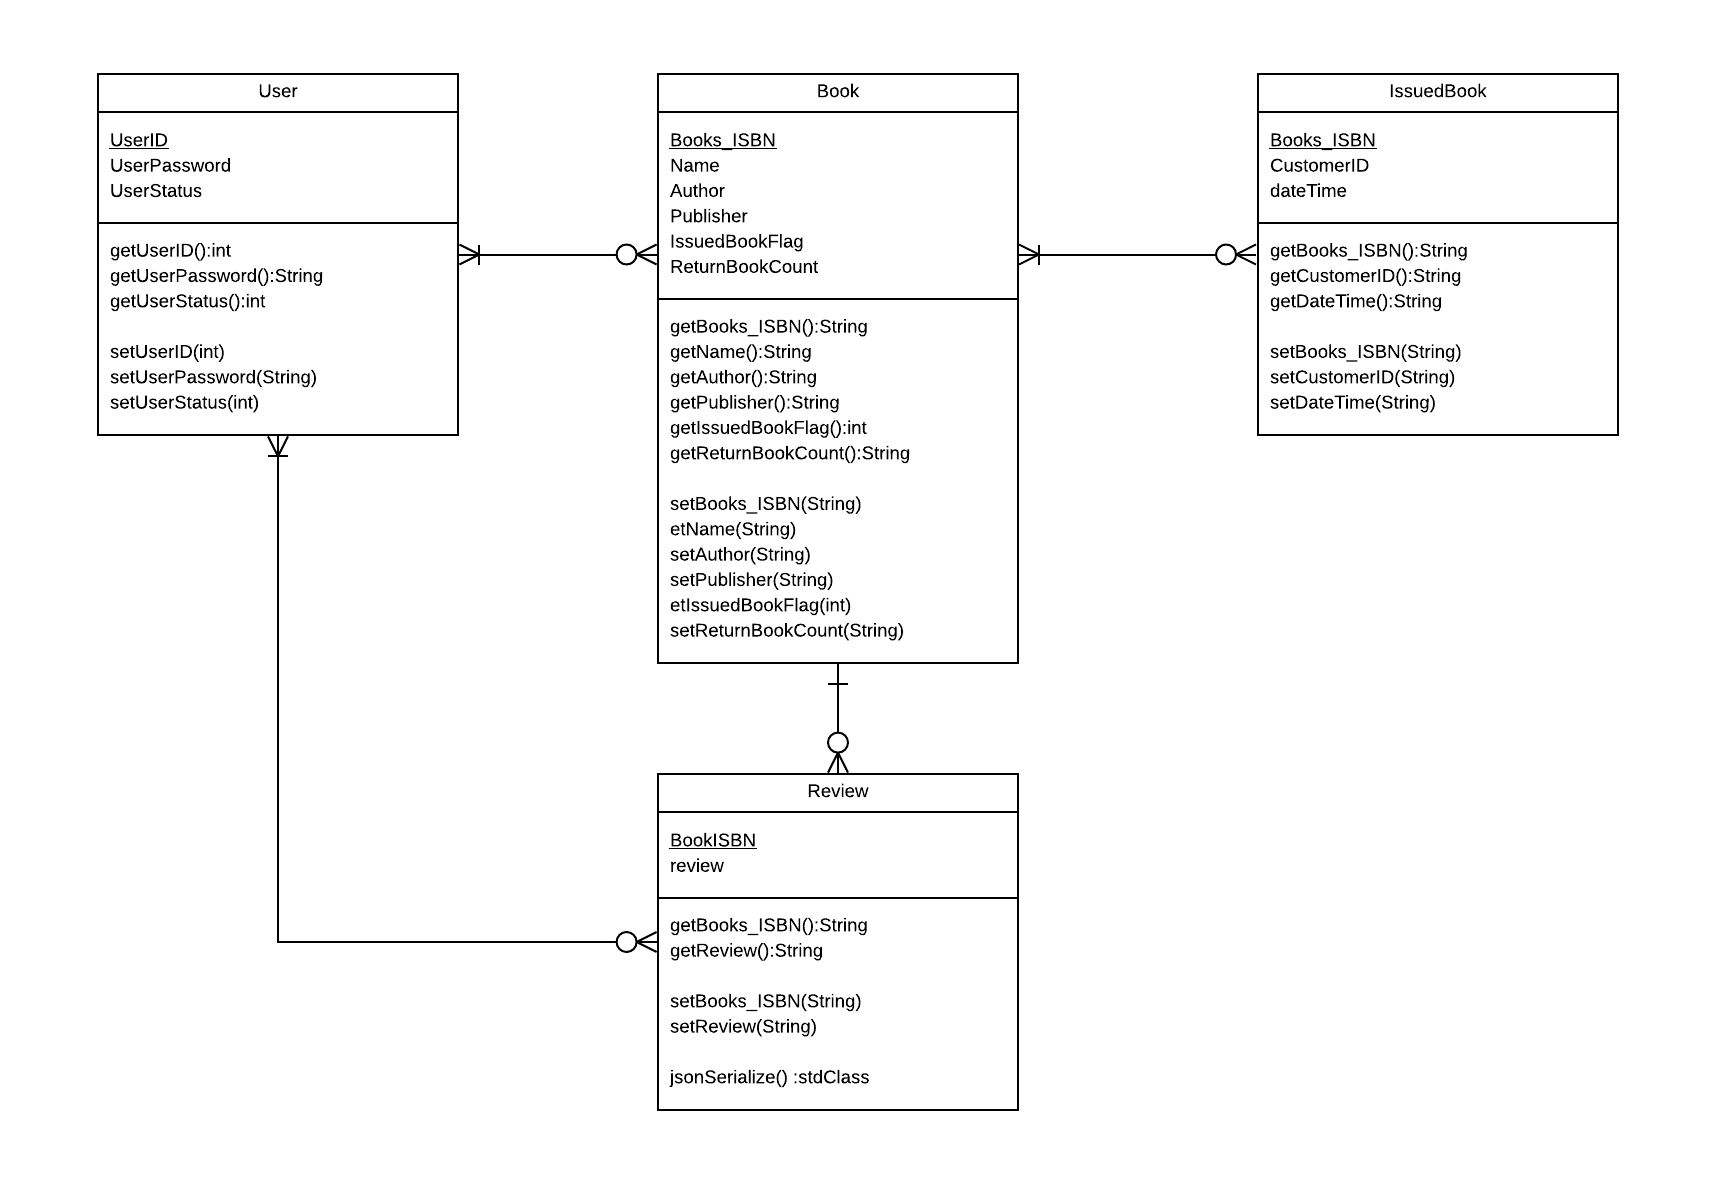 User
UserID
UserPassword
UserStatus
getUserID():int
getUserPassword():String
getUserStatus():int
setUserID(int)
setUserPassword(String)
setUserStatus(int)
Book
Books_ISBN
Name
Author
Publisher
IssuedBookFlag
ReturnBookCount
getBooks_ISBN():String
getName():String
getAuthor():String
getPublisher():String
getIssuedBookFlag():int
getReturnBookCount():String
setBooks_ISBN(String)
etName(String)
setAuthor(String)
setPublisher(String)
etIssuedBookFlag(int)
setReturnBookCount(String)
IssuedBook
Books_ISBN
CustomerID
dateTime
getBooks_ISBN():String
getCustomerID():String
getDateTime():String
setBooks_ISBN(String)
setCustomerID(String)
setDateTime(String)
Review
BookISBN
review
getBooks_ISBN():String
getReview():String
setBooks_ISBN(String)
setReview(String)
jsonSerialize() :stdClass